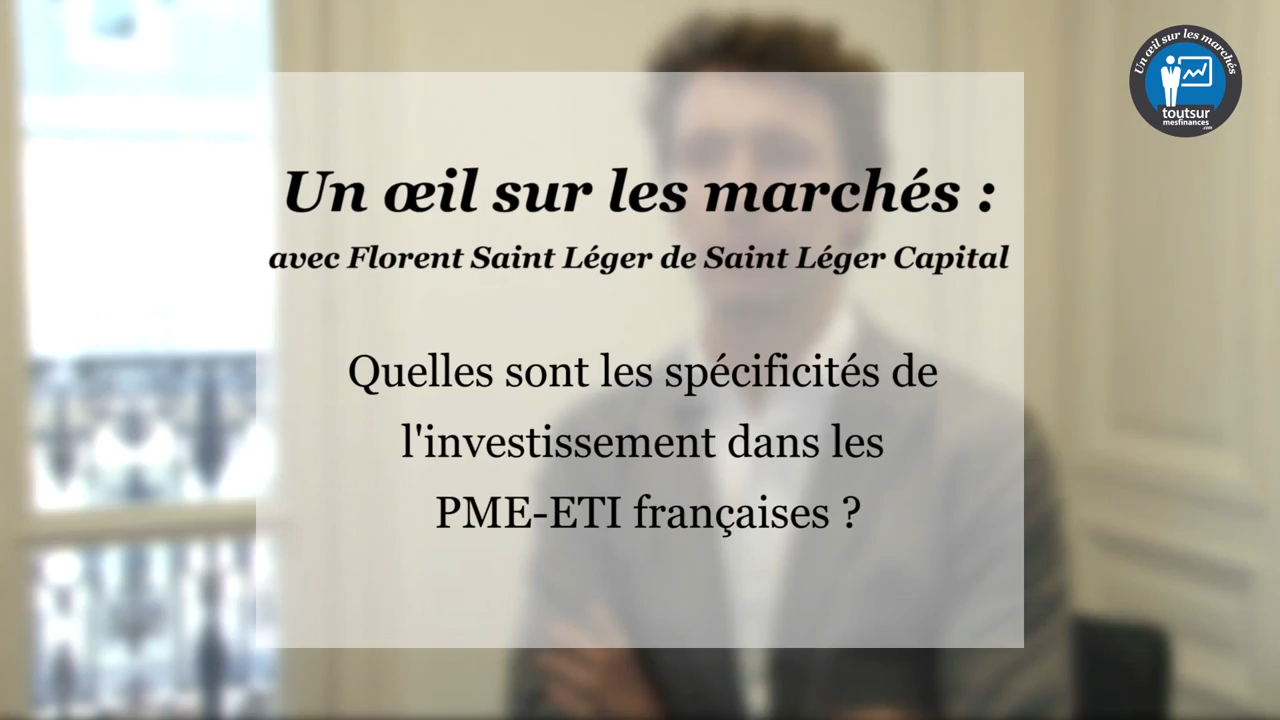 Un œil sur les marchés
toutsur
mesfinances
.com
Un œil sur les marchés :
avec Florent Saint Léger de Saint Léger Capital
Quelles sont les spécificités de
l'investissement dans les
PME-ETI françaises ?